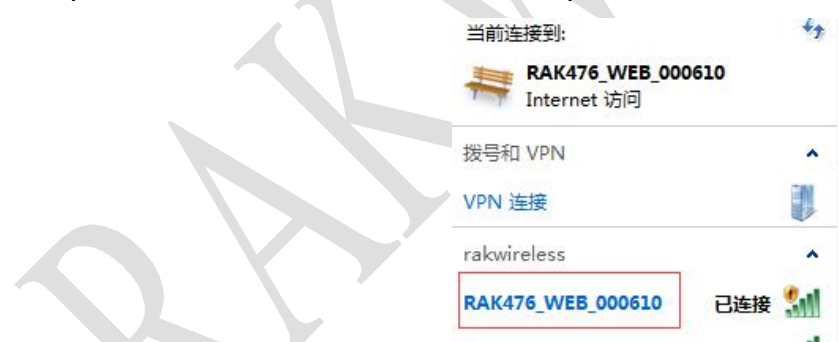 当前连接到:
RAK476_WEB_000610
Internet 访问
拨号和 VPN
VPN 连接
rakwireless
RAK476_WEB_000610 已连接
RAKW